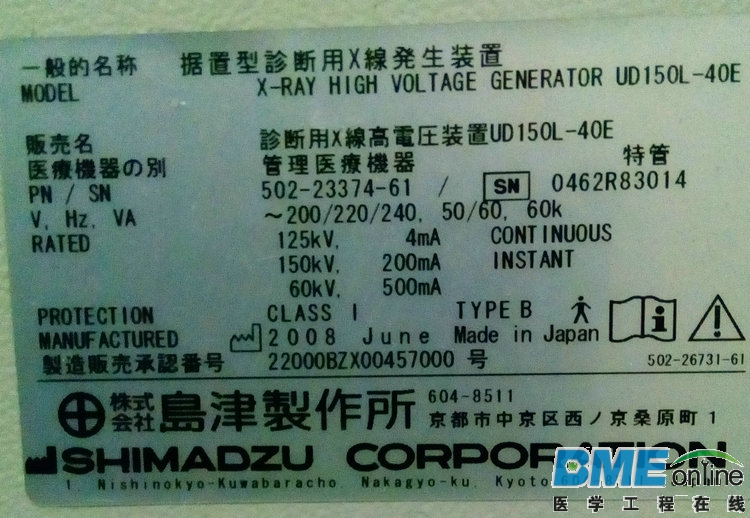 一般的名称 据置型診断用X線発生装置
MODEL X-RAY HIGH VOLTAGE GENERATOR UD150L-40E
販売名 診断用X線高電圧装置UD150L-40E
医療機器の別 管理医療機器 特管
PN / SN 502-23374-61 / SN 0462R83014
V, Hz, VA ～200/220/240, 50/60, 60k
RATED 125kV, 4mA CONTINUOUS
150kV, 200mA INSTANT
60kV, 500mA
PROTECTION CLASS I TYPE B
MANUFACTURED 2008 June Made in Japan
製造販売承認番号 22000BZX00457000 号
502-26731-61
株式会社 島津製作所 604-8511
京都市中京区西ノ京桑原町1
SHIMADZU CORPORATION
1, Nishinokyo-Kuwabaracho, Nakagyo-ku, Kyoto
BME online
医学工程在线